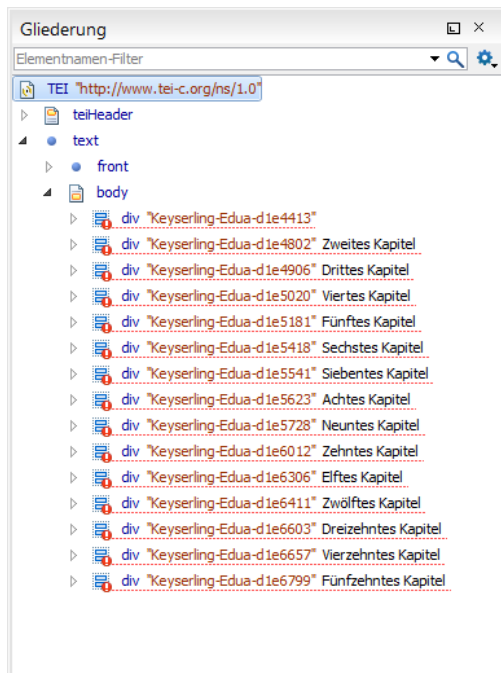 Gliederung
Elementnamen-Filter
TEI "http://www.tei-c.org/ns/1.0"
teiHeader
text
front
body
div "Keyserling-Edua-d1e4413"
div "Keyserling-Edua-d1e4802" Zweites Kapitel
div "Keyserling-Edua-d1e4906" Drittes Kapitel
div "Keyserling-Edua-d1e5020" Viertes Kapitel
div "Keyserling-Edua-d1e5181" Fünftes Kapitel
div "Keyserling-Edua-d1e5418" Sechstes Kapitel
div "Keyserling-Edua-d1e5541" Siebentes Kapitel
div "Keyserling-Edua-d1e5623" Achtes Kapitel
div "Keyserling-Edua-d1e5728" Neuntes Kapitel
div "Keyserling-Edua-d1e6012" Zehntes Kapitel
div "Keyserling-Edua-d1e6306" Elftes Kapitel
div "Keyserling-Edua-d1e6411" Zwölftes Kapitel
div "Keyserling-Edua-d1e6603" Dreizehntes Kapitel
div "Keyserling-Edua-d1e6657" Vierzehntes Kapitel
div "Keyserling-Edua-d1e6799" Fünfzehntes Kapitel